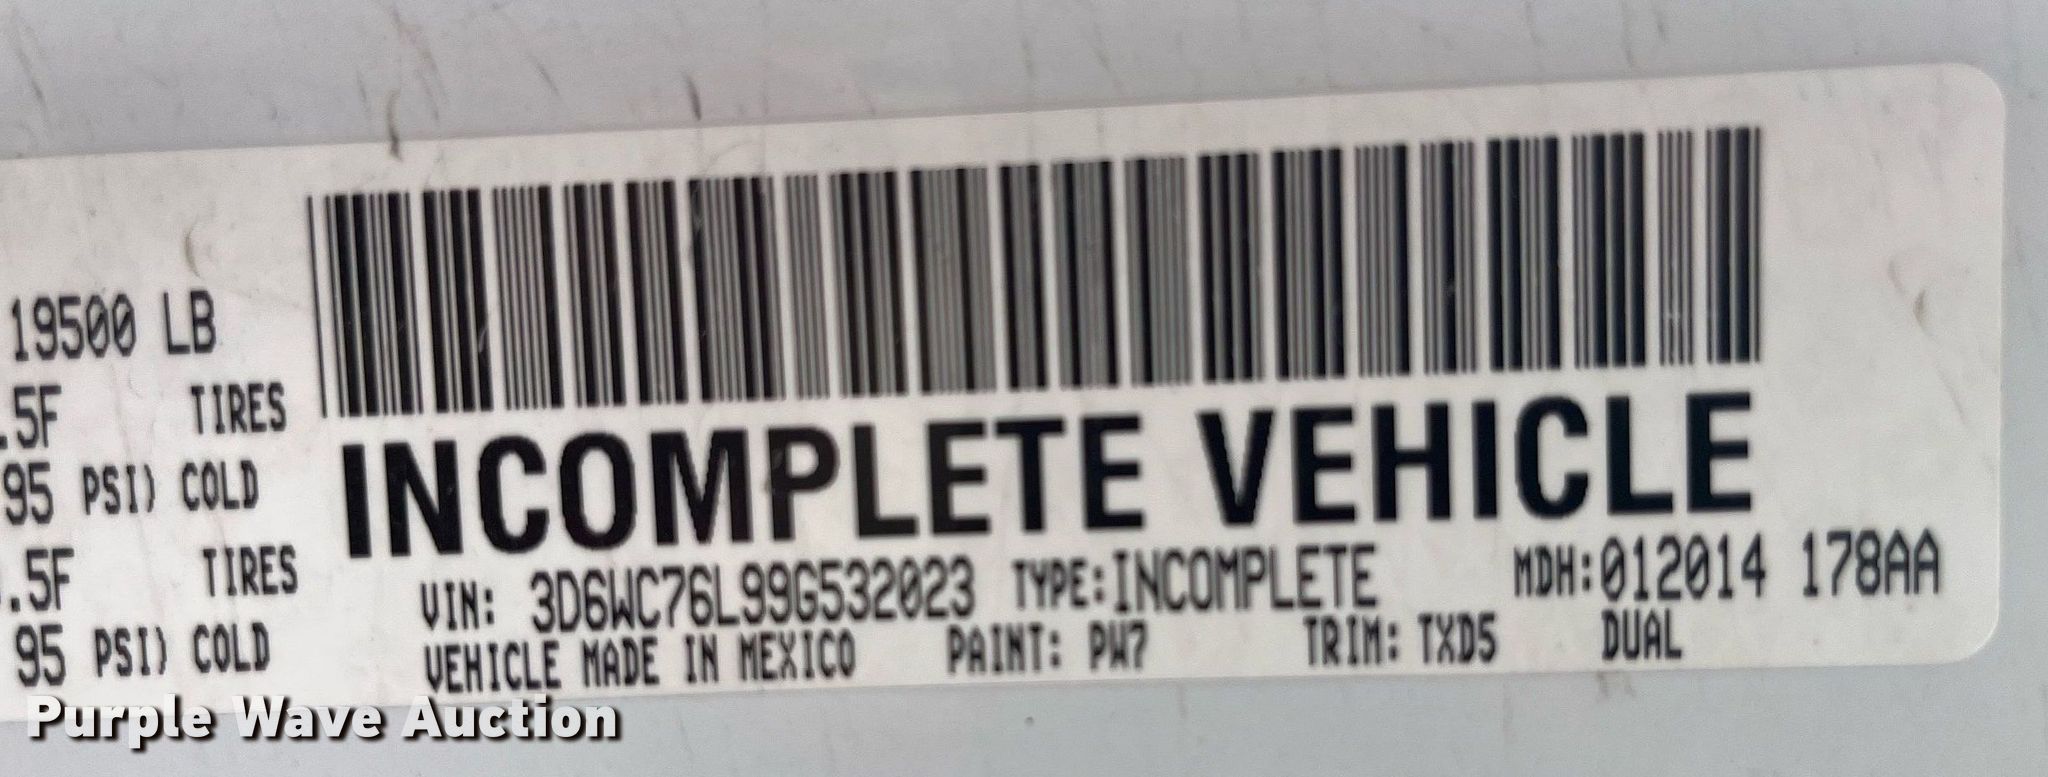 19500 LB
.5F TIRES
95 PSI) COLD
.5F TIRES
95 PSI) COLD
INCOMPLETE VEHICLE
VIN: 3D6WC76L99G532023 TYPE:INCOMPLETE MDH:012014 178AA
VEHICLE MADE IN MEXICO PAINT: PW7 TRIM: TXD5 DUAL
Purple Wave Auction